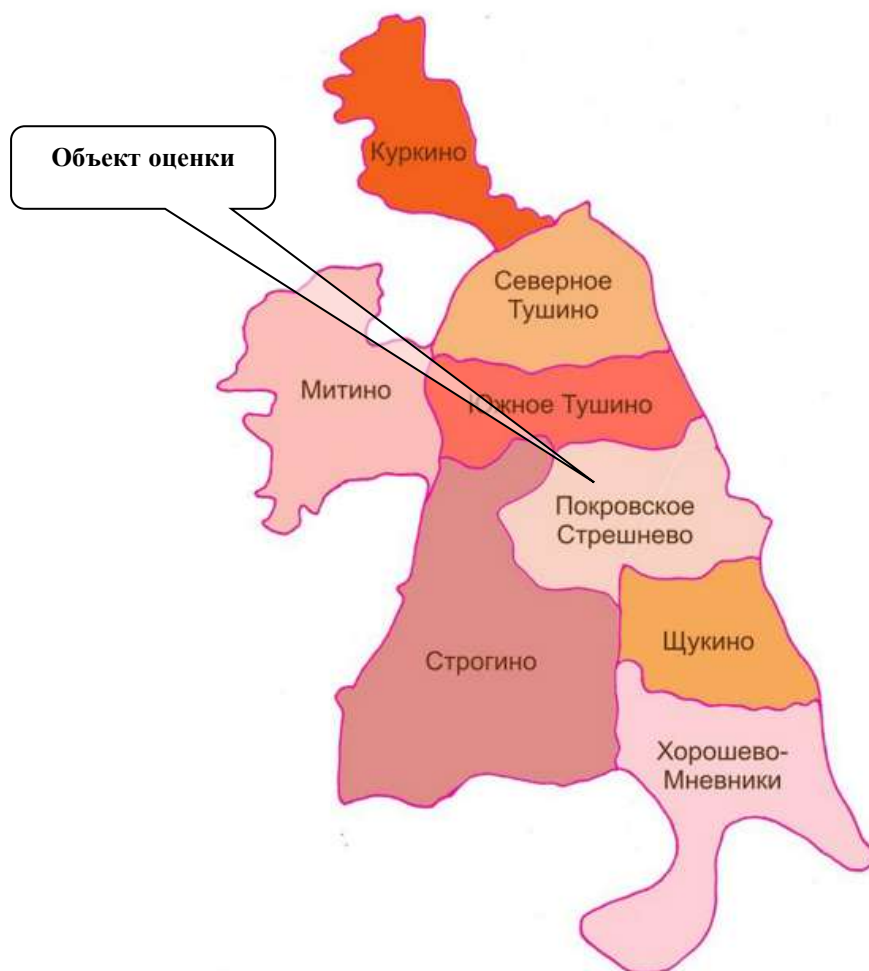 Куркино
Объект оценки
Северное
Тушино
Митино
Южное Тушино
Покровское
Стрешнево
Строгино
Щукино
Хорошево-
Мневники